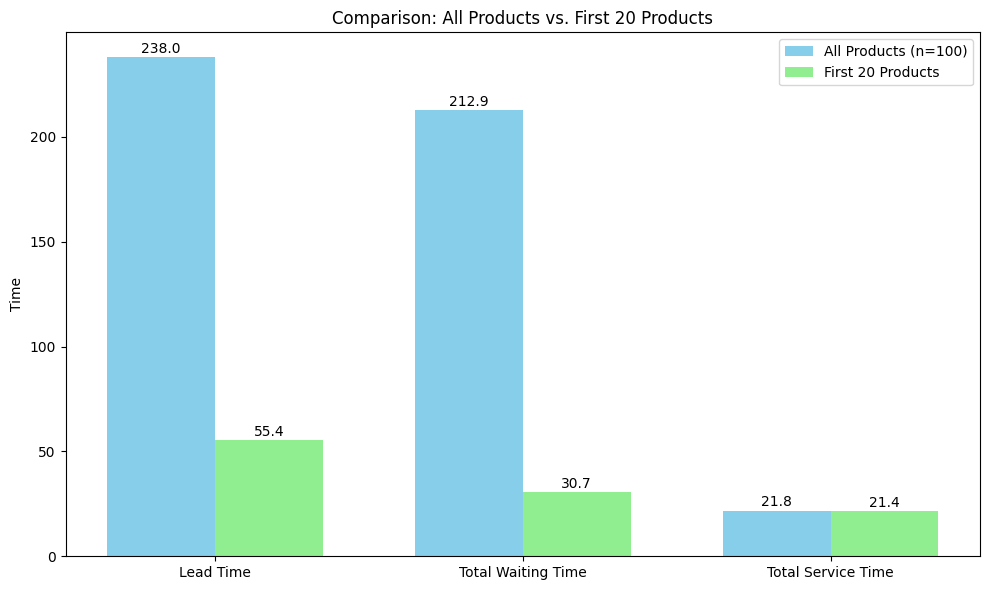 Comparison: All Products vs. First 20 Products
All Products (n=100)
First 20 Products
Time
200
150
100
50
0
238.0
55.4
212.9
30.7
21.8
21.4
Lead Time
Total Waiting Time
Total Service Time